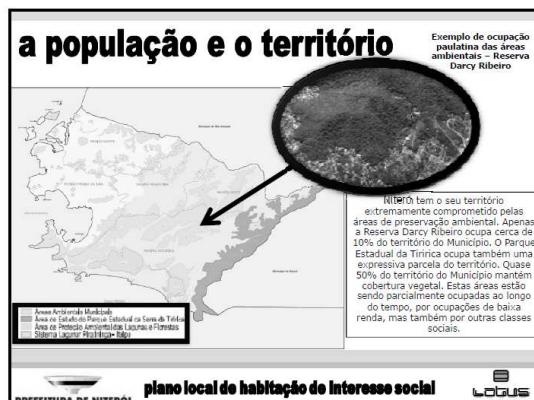 a população e o território
Exemplo de ocupação
paulatina das áreas
ambientais – Reserva
Darcy Ribeiro
Niterói tem o seu território
extremamente comprometido pelas
áreas de preservação ambiental. Apenas
a Reserva Darcy Ribeiro ocupa cerca de
10% do território do Município. O Parque
Estadual da Tiririca ocupa também uma
expressiva parcela do território. Quase
50% do território do Município mantém
cobertura vegetal. Estas áreas estão
sendo parcialmente ocupadas ao longo
do tempo, por ocupações de baixa
renda, mas também por outras classes
sociais.
Áreas Ambientais Municipais
Área de Estudo do Parque Estadual da Serra da Tiririca
Área de Proteção Ambiental das Lagunas e Florestas
Sistema Lagunar Piratininga - Itaipu
PREFEITURA DE NITERÓI
plano local de habitação de interesse social
LATUS